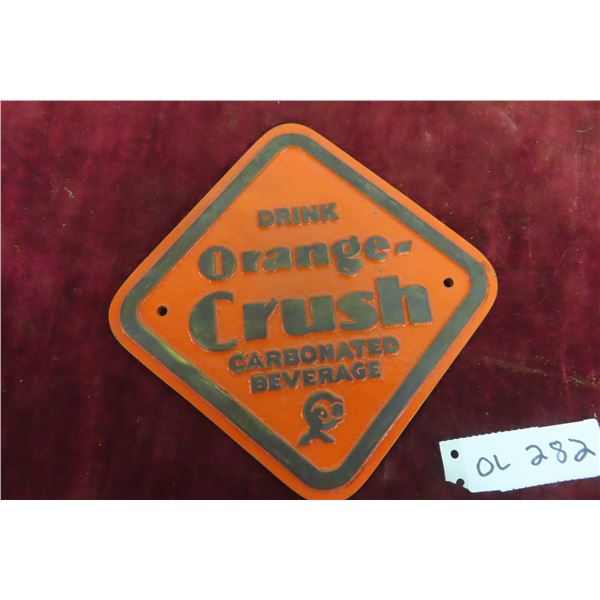 DRINK
Orange-
Crush
CARBONATED
BEVERAGE
OL 282